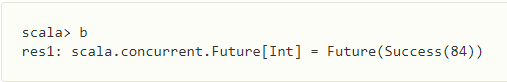 scala> b
res1: scala.concurrent.Future[Int] = Future(Success(84))